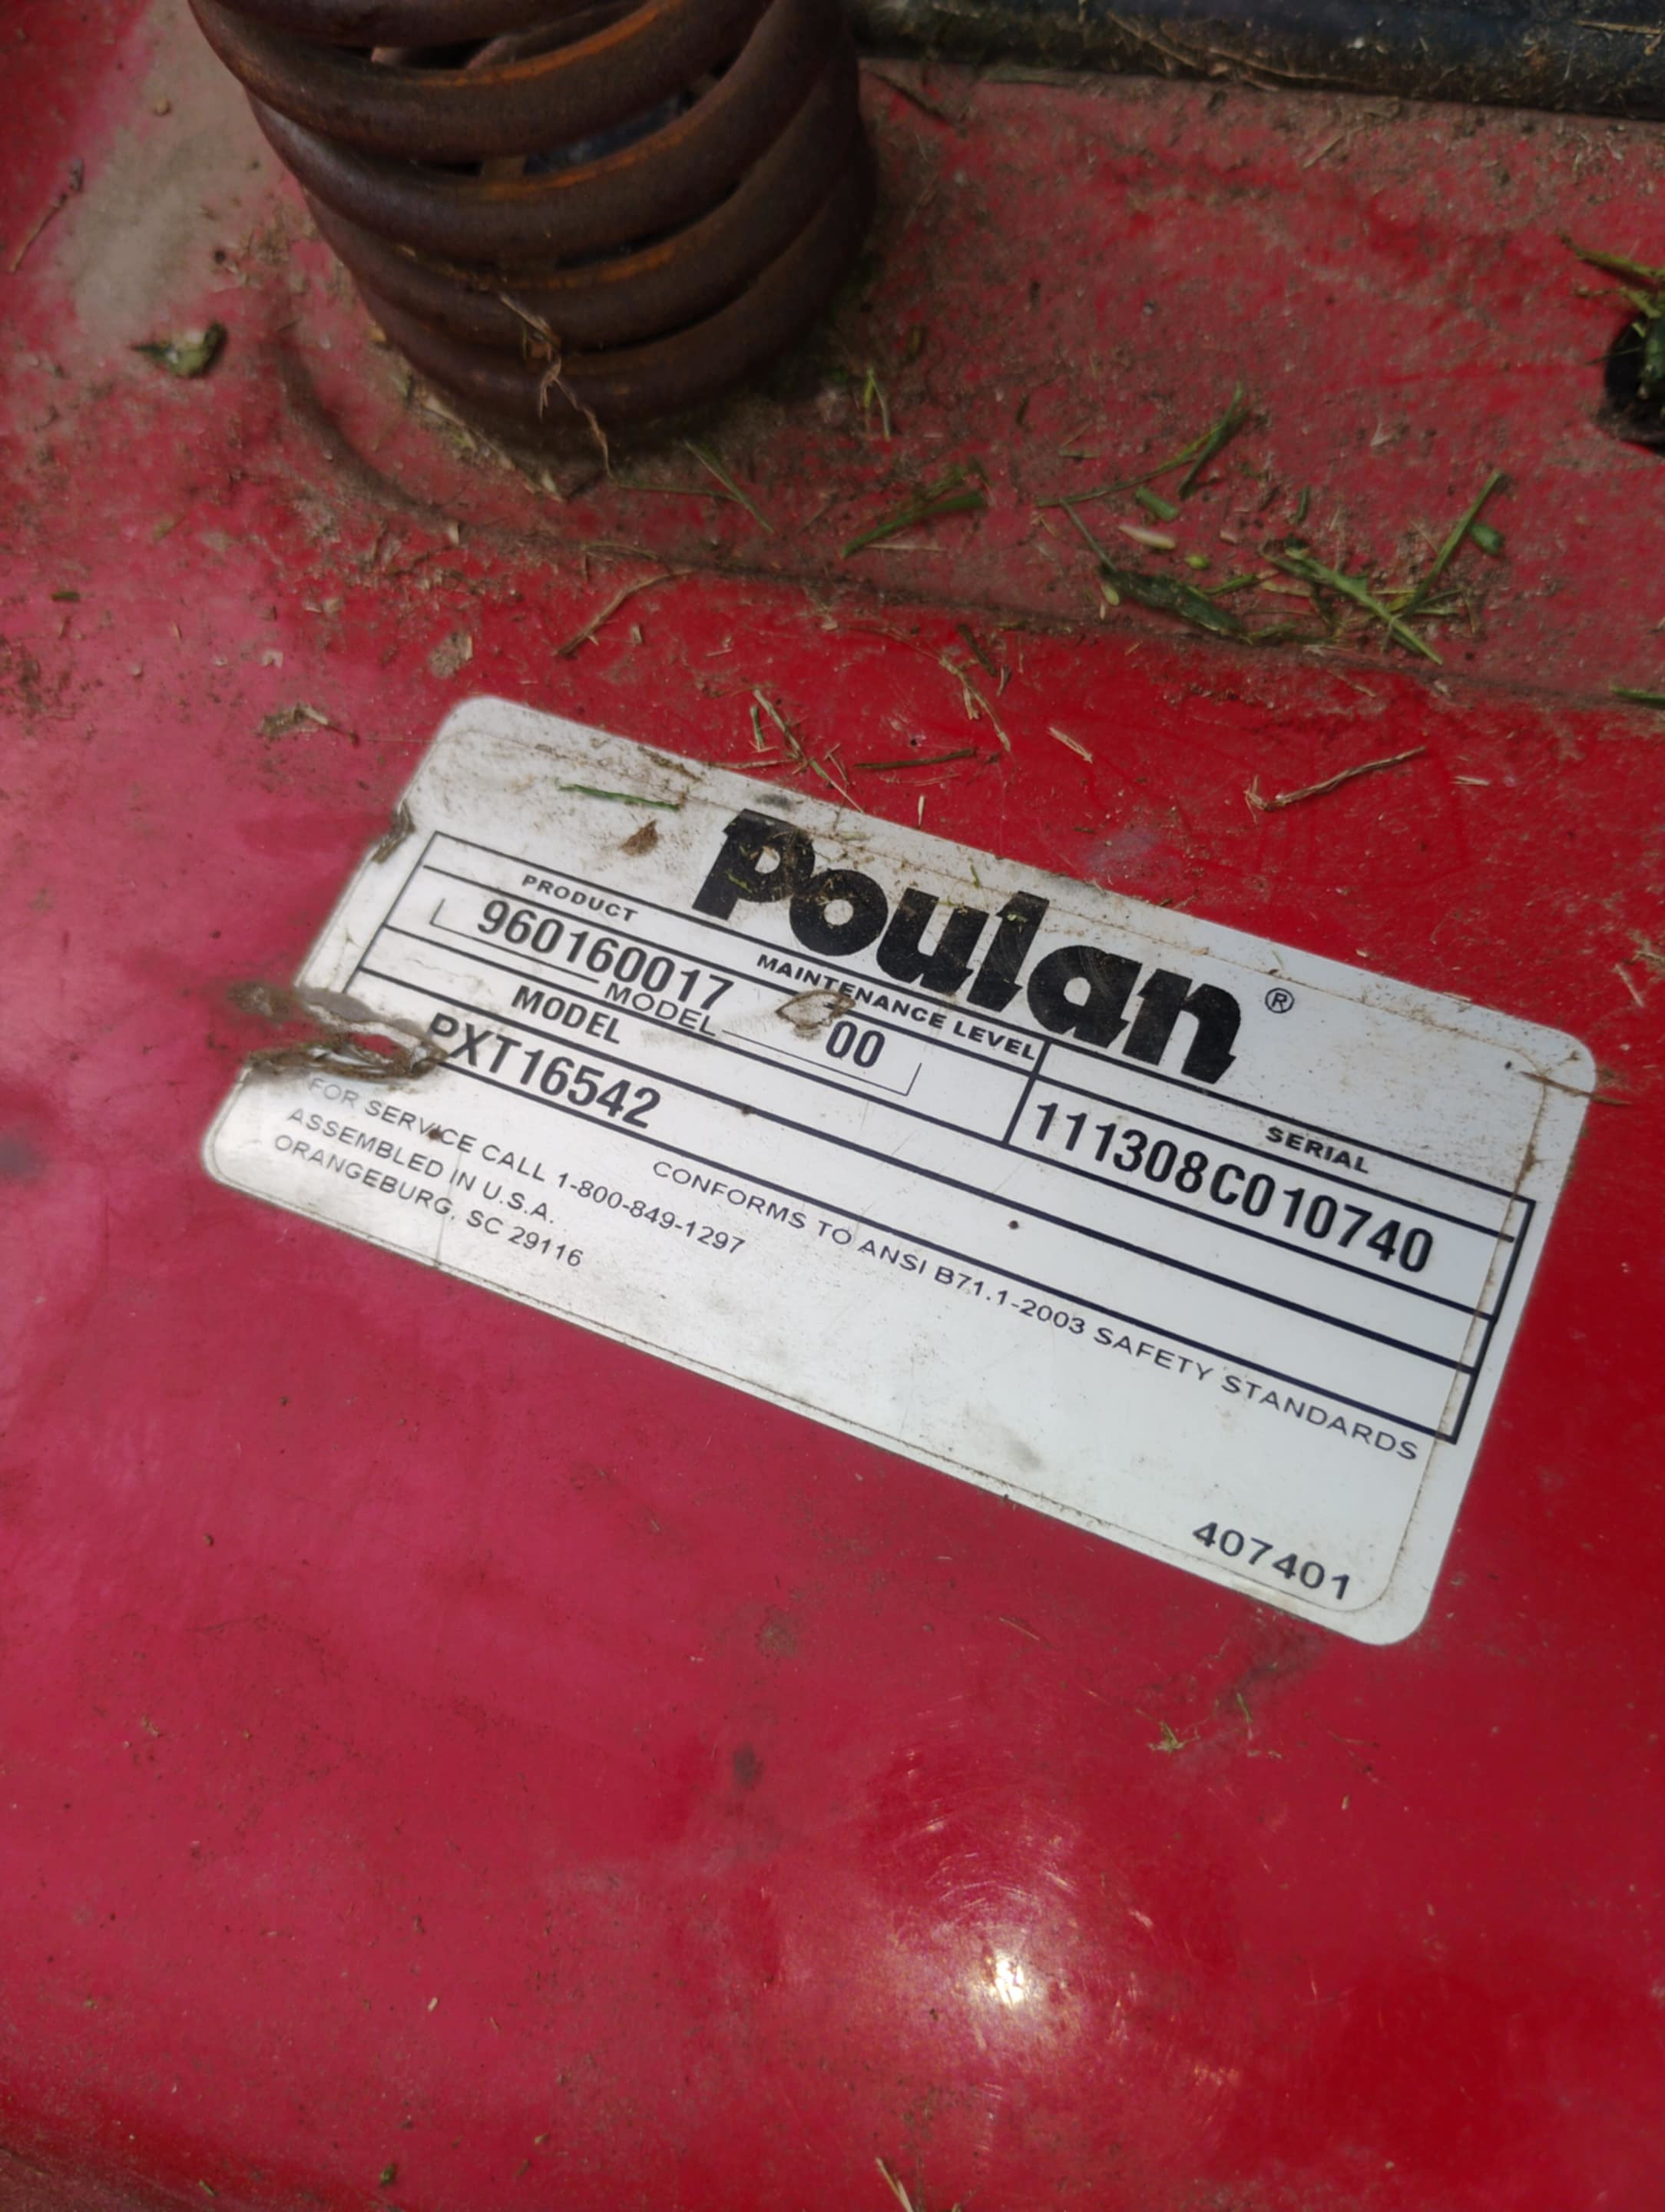 Poulan®
PRODUCT MAINTENANCE LEVEL SERIAL
960160017 00 111308C010740
MODEL
MODEL
PXT16542
CONFORMS TO ANSI B71.1-2003 SAFETY STANDARDS
FOR SERVICE CALL 1-800-849-1297
ASSEMBLED IN U.S.A.
ORANGEBURG, SC 29116
407401